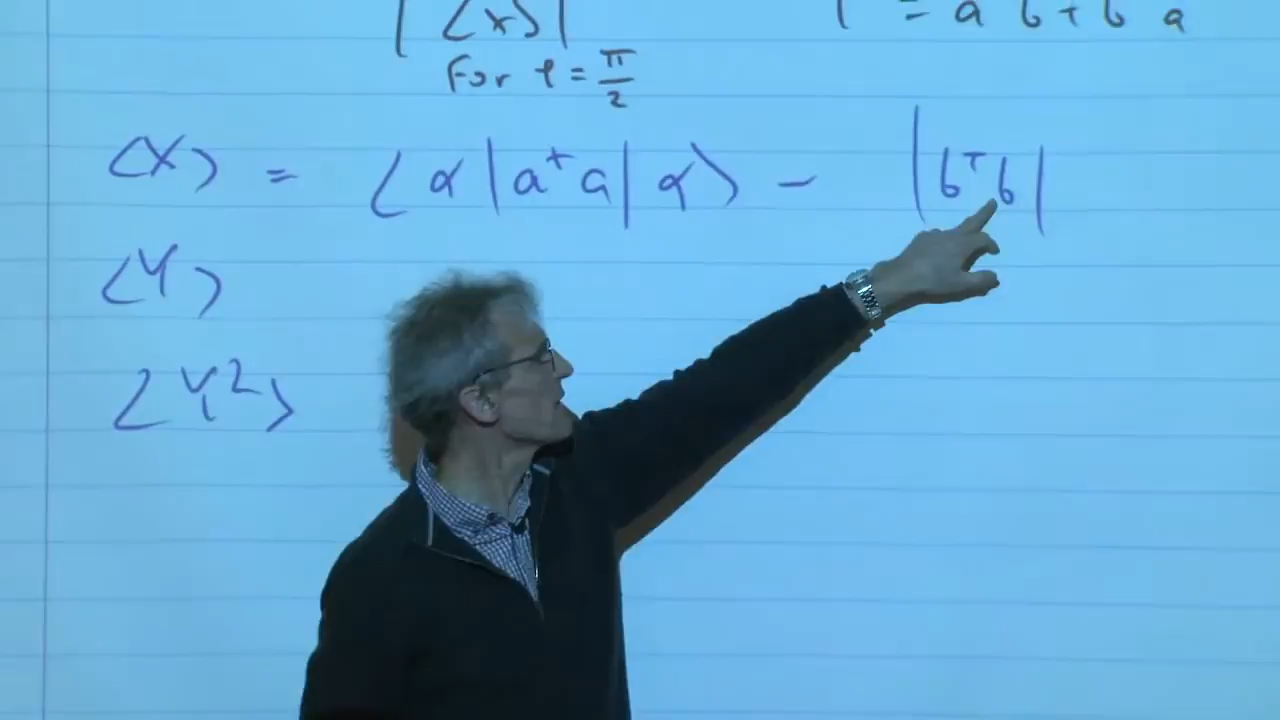 | ⟨x⟩ |
= a b + b a
For φ = π/2
⟨X⟩ = ⟨α|a⁺a|α⟩ − |b⁺b|
⟨Y⟩
⟨Y²⟩